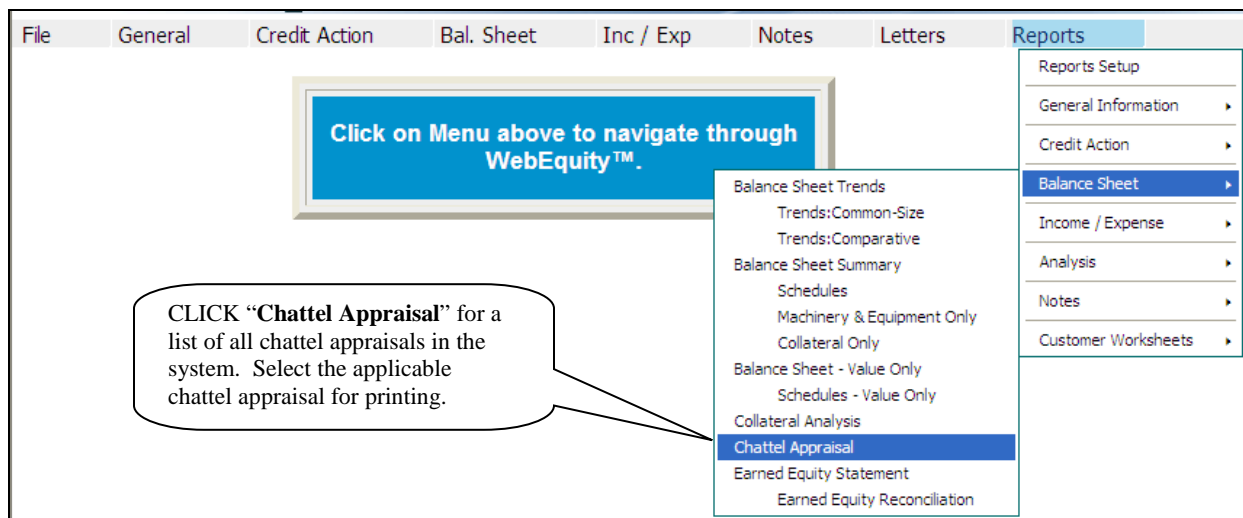 File General Credit Action Bal. Sheet Inc / Exp Notes Letters Reports
Click on Menu above to navigate through
WebEquity™.
Reports Setup
General Information
Credit Action
Balance Sheet
Income / Expense
Analysis
Notes
Customer Worksheets
Balance Sheet Trends
Trends:Common-Size
Trends:Comparative
Balance Sheet Summary
Schedules
Machinery & Equipment Only
Collateral Only
Balance Sheet - Value Only
Schedules - Value Only
Collateral Analysis
Chattel Appraisal
Earned Equity Statement
Earned Equity Reconciliation
CLICK “Chattel Appraisal” for a
list of all chattel appraisals in the
system.  Select the applicable
chattel appraisal for printing.